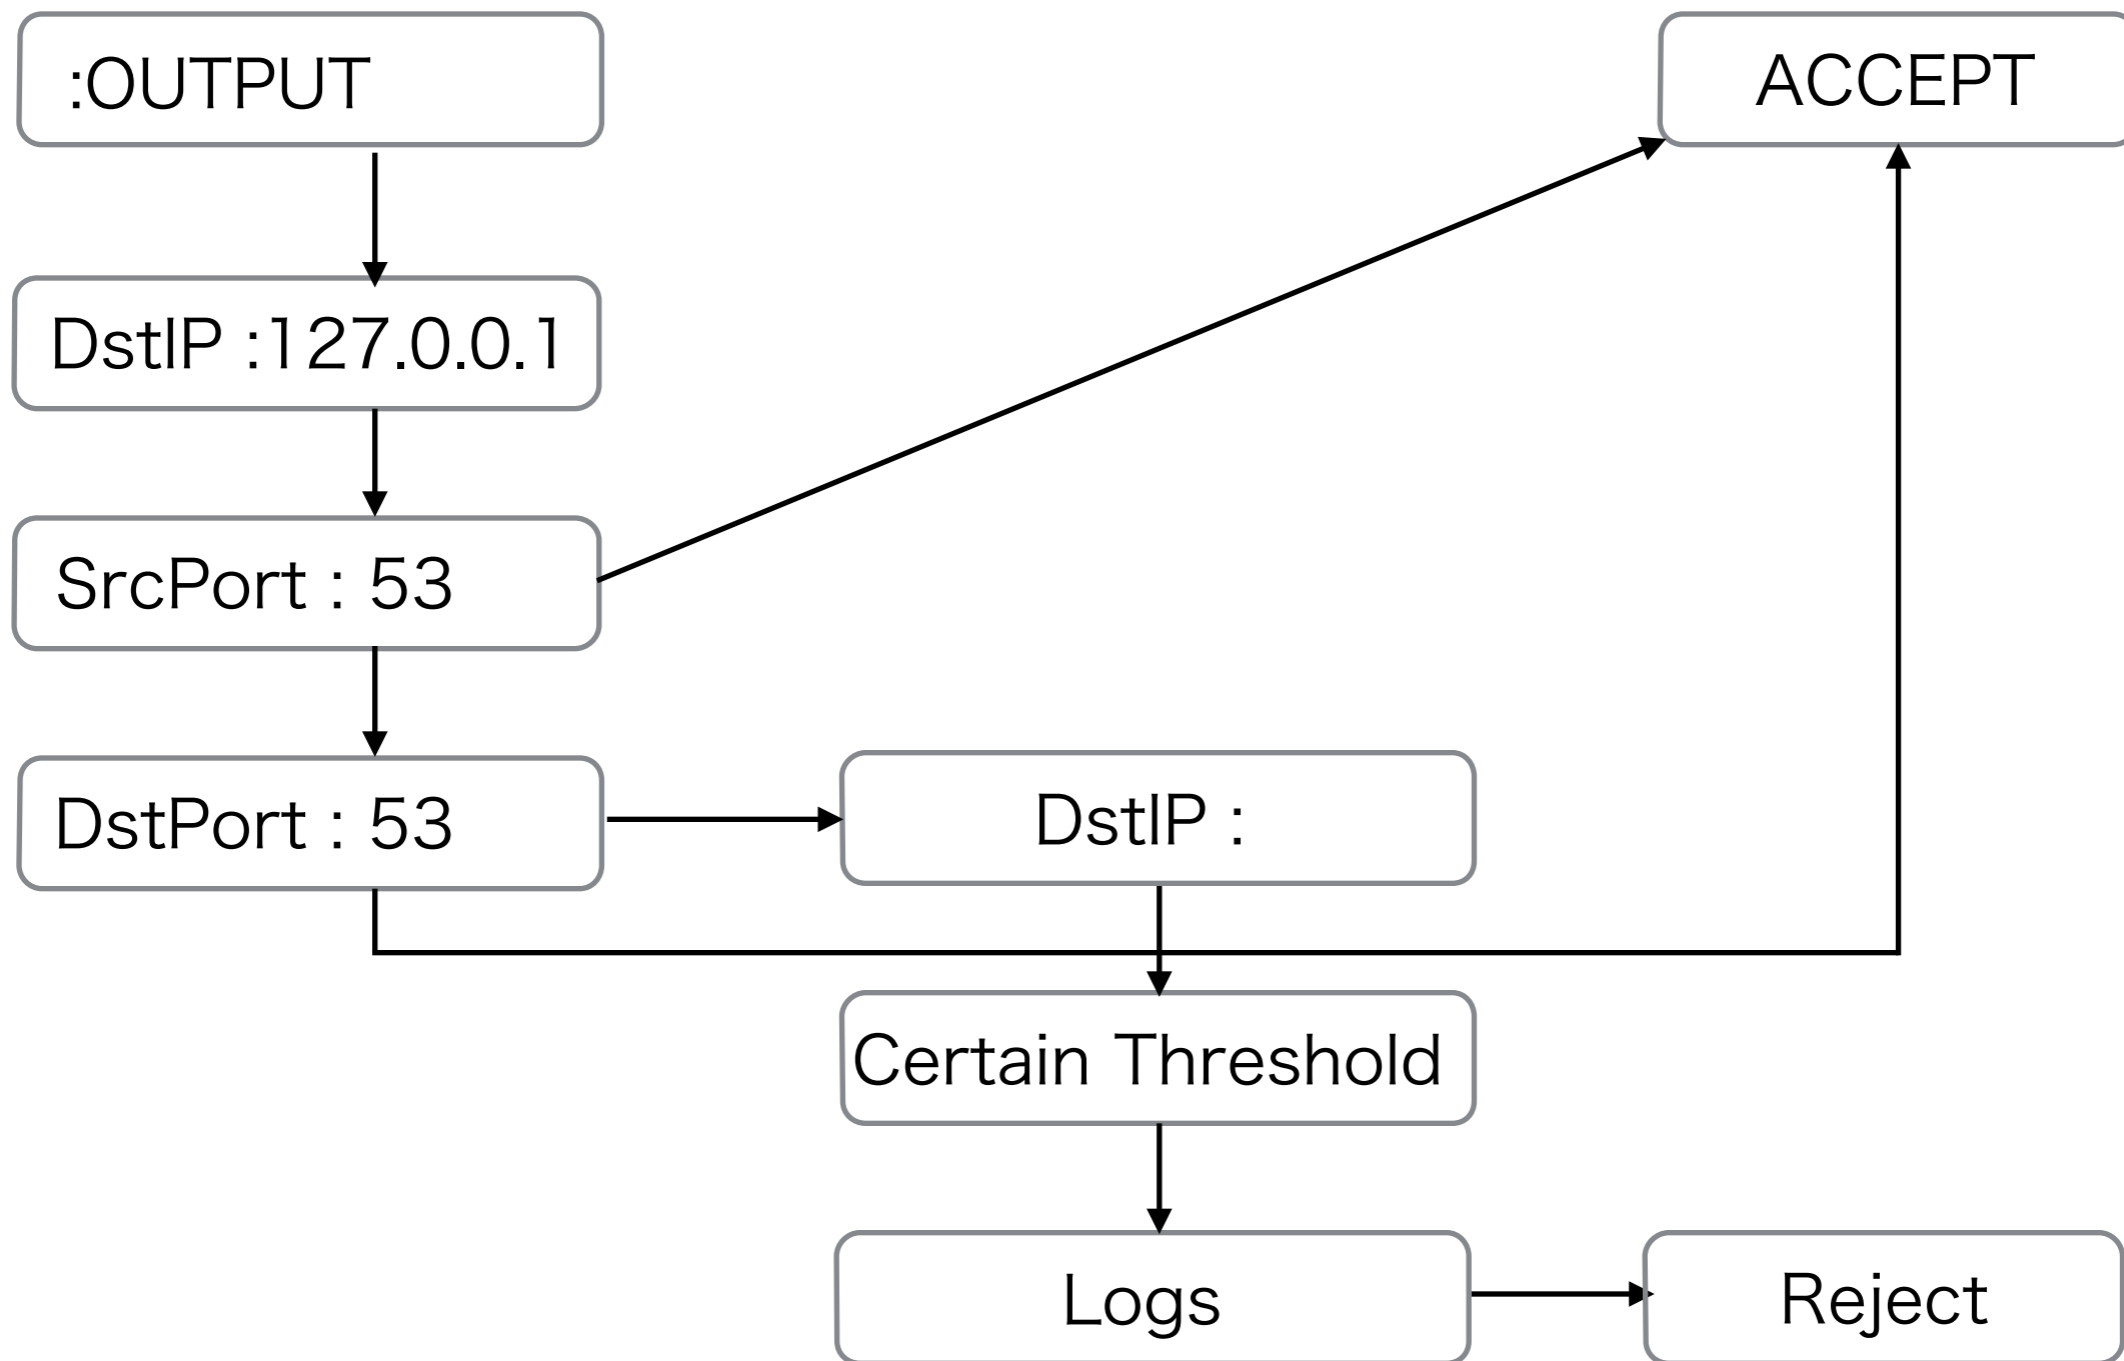 :OUTPUT
ACCEPT
DstIP :127.0.0.1
SrcPort : 53
DstPort : 53
DstIP :
Certain Threshold
Logs
Reject